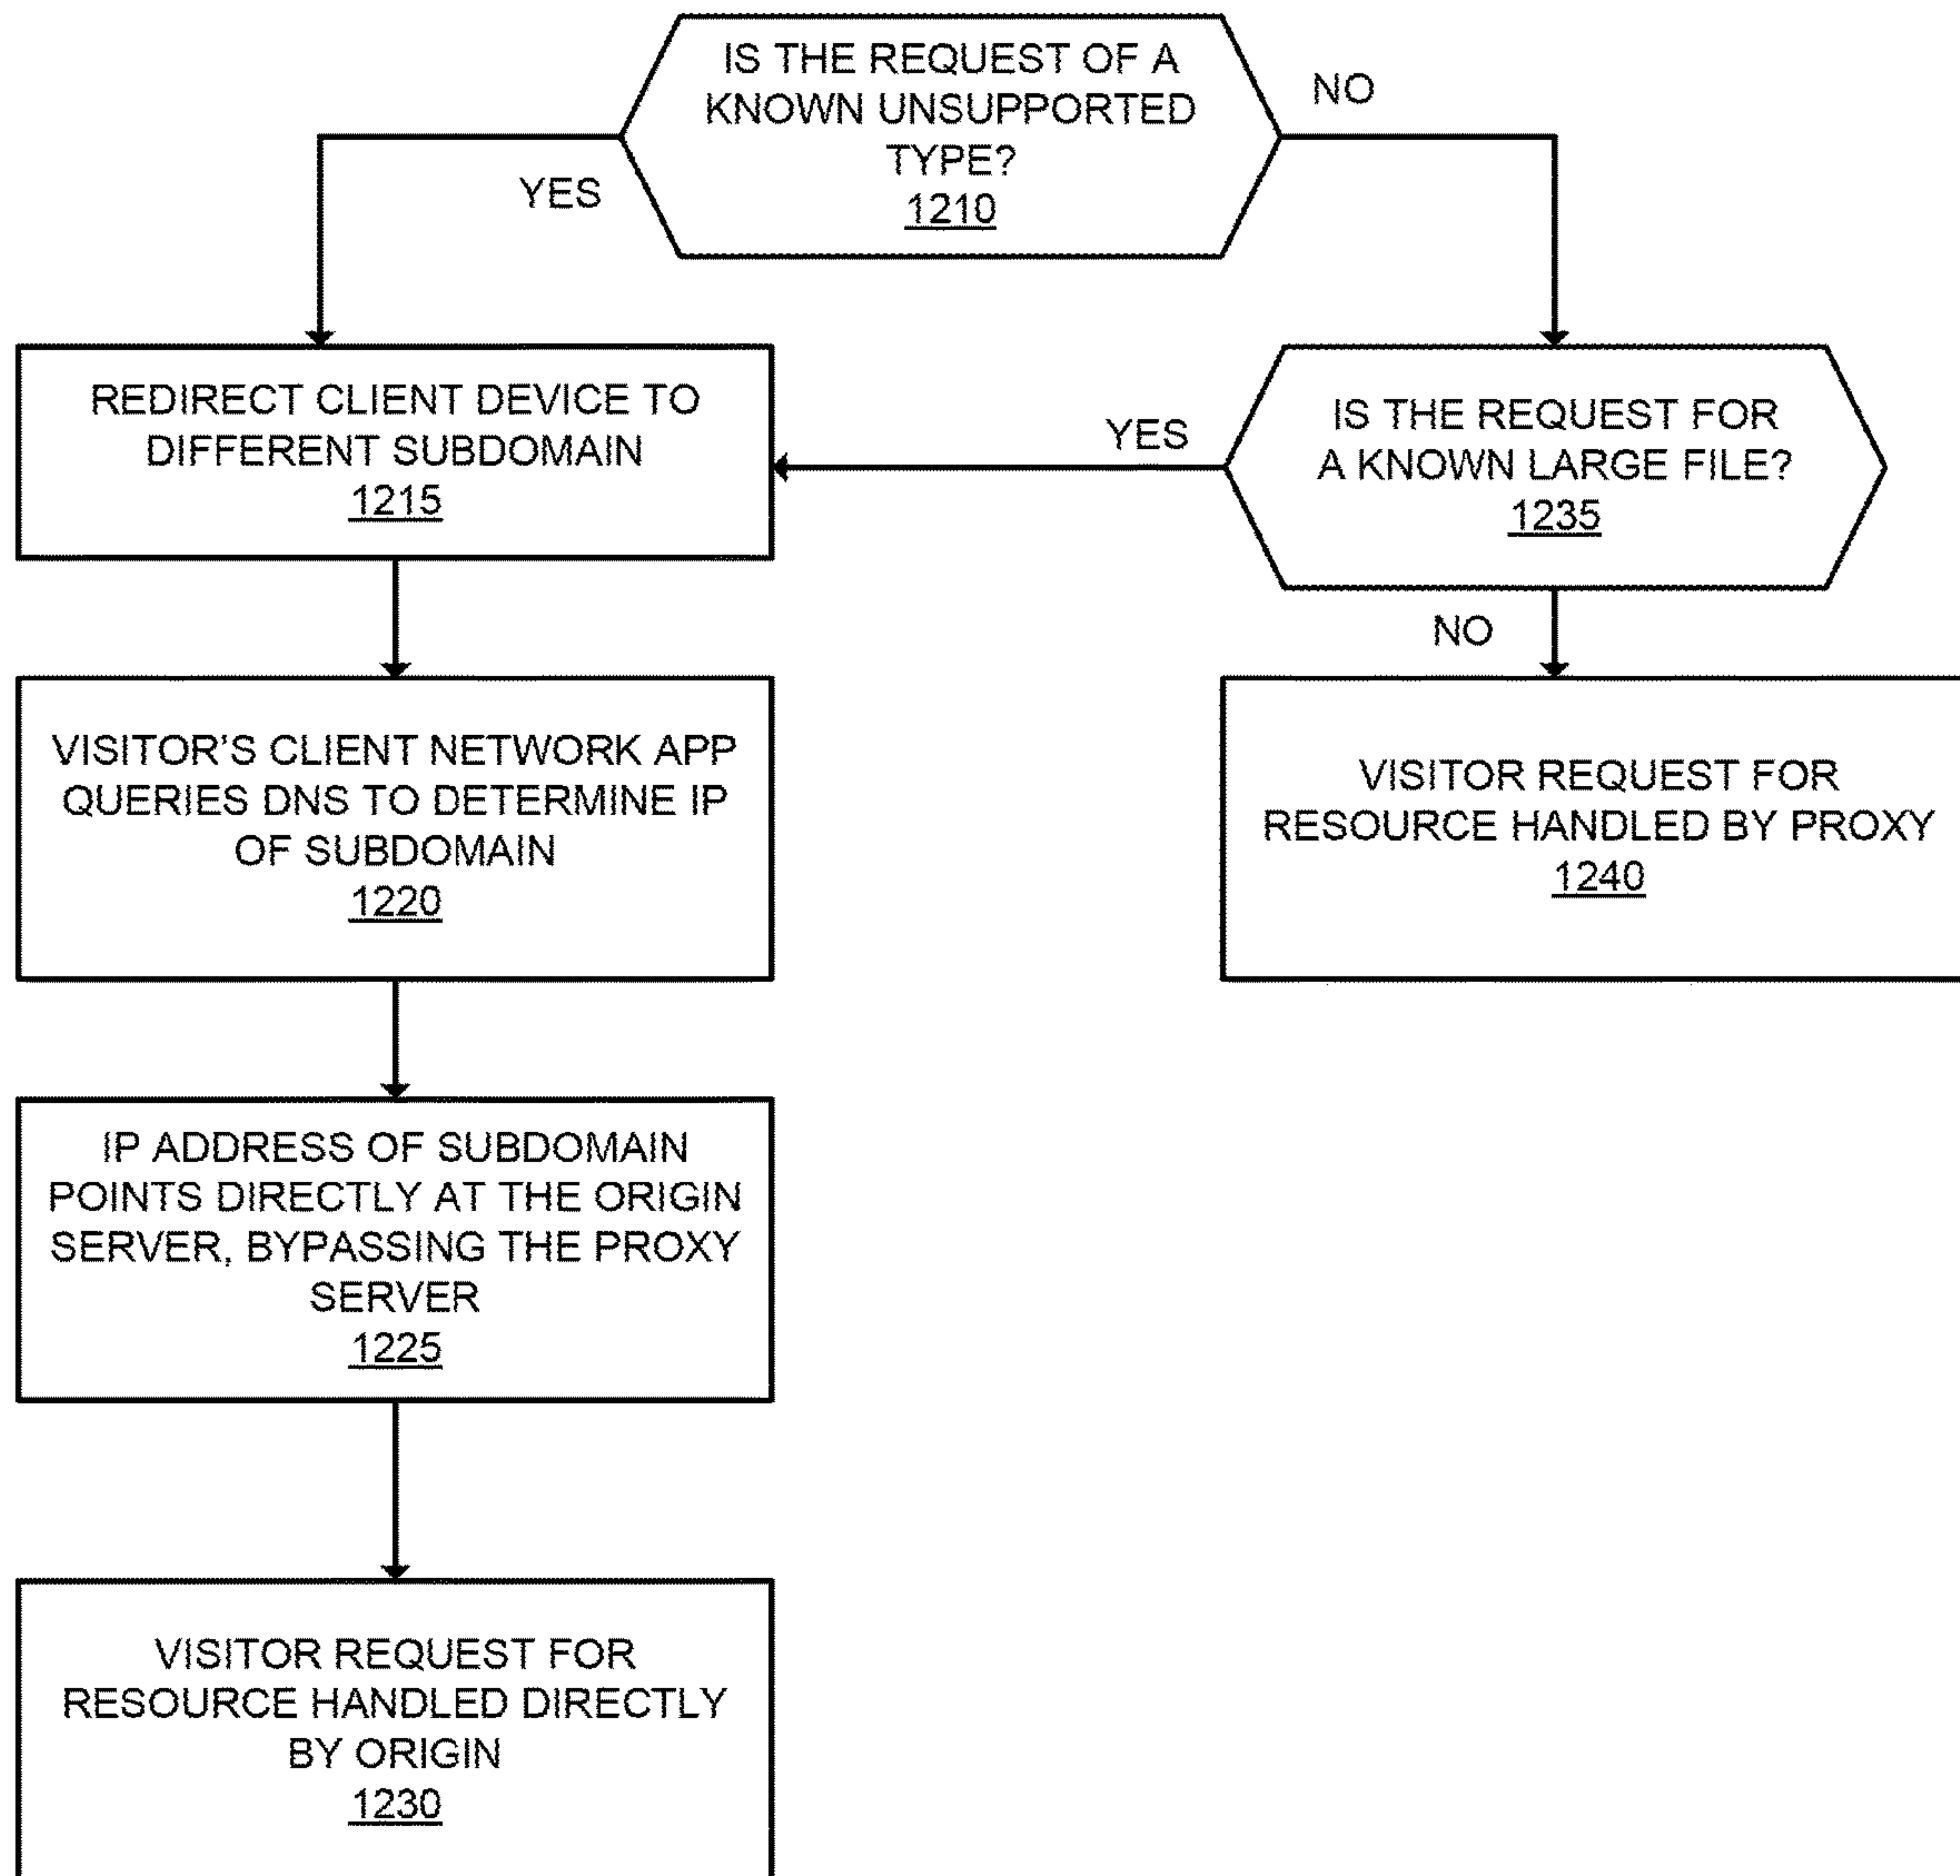 IS THE REQUEST OF A
KNOWN UNSUPPORTED
TYPE?
1210
NO
YES
REDIRECT CLIENT DEVICE TO
DIFFERENT SUBDOMAIN
1215
YES
IS THE REQUEST FOR
A KNOWN LARGE FILE?
1235
NO
VISITOR'S CLIENT NETWORK APP
QUERIES DNS TO DETERMINE IP
OF SUBDOMAIN
1220
VISITOR REQUEST FOR
RESOURCE HANDLED BY PROXY
1240
IP ADDRESS OF SUBDOMAIN
POINTS DIRECTLY AT THE ORIGIN
SERVER, BYPASSING THE PROXY
SERVER
1225
VISITOR REQUEST FOR
RESOURCE HANDLED DIRECTLY
BY ORIGIN
1230